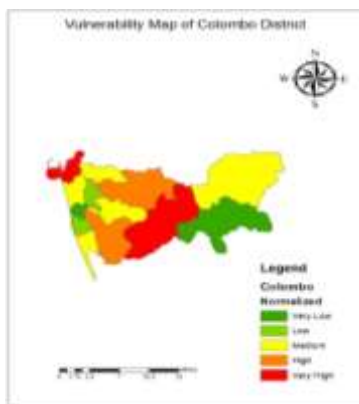 Vulnerability Map of Colombo District
N
W
E
S
Legend
Colombo
Normalized
Very Low
Low
Medium
High
Very High